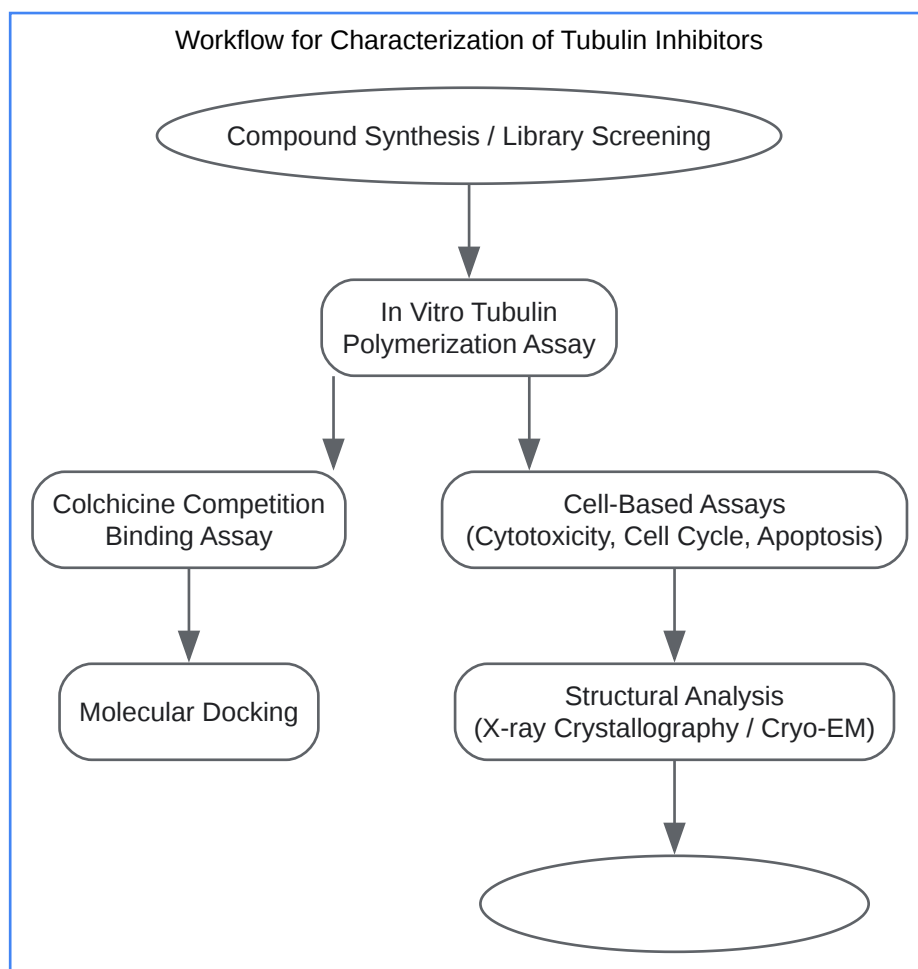 Workflow for Characterization of Tubulin Inhibitors
Compound Synthesis / Library Screening
In Vitro Tubulin
Polymerization Assay
Colchicine Competition
Binding Assay
Cell-Based Assays
(Cytotoxicity, Cell Cycle, Apoptosis)
Molecular Docking
Structural Analysis
(X-ray Crystallography / Cryo-EM)